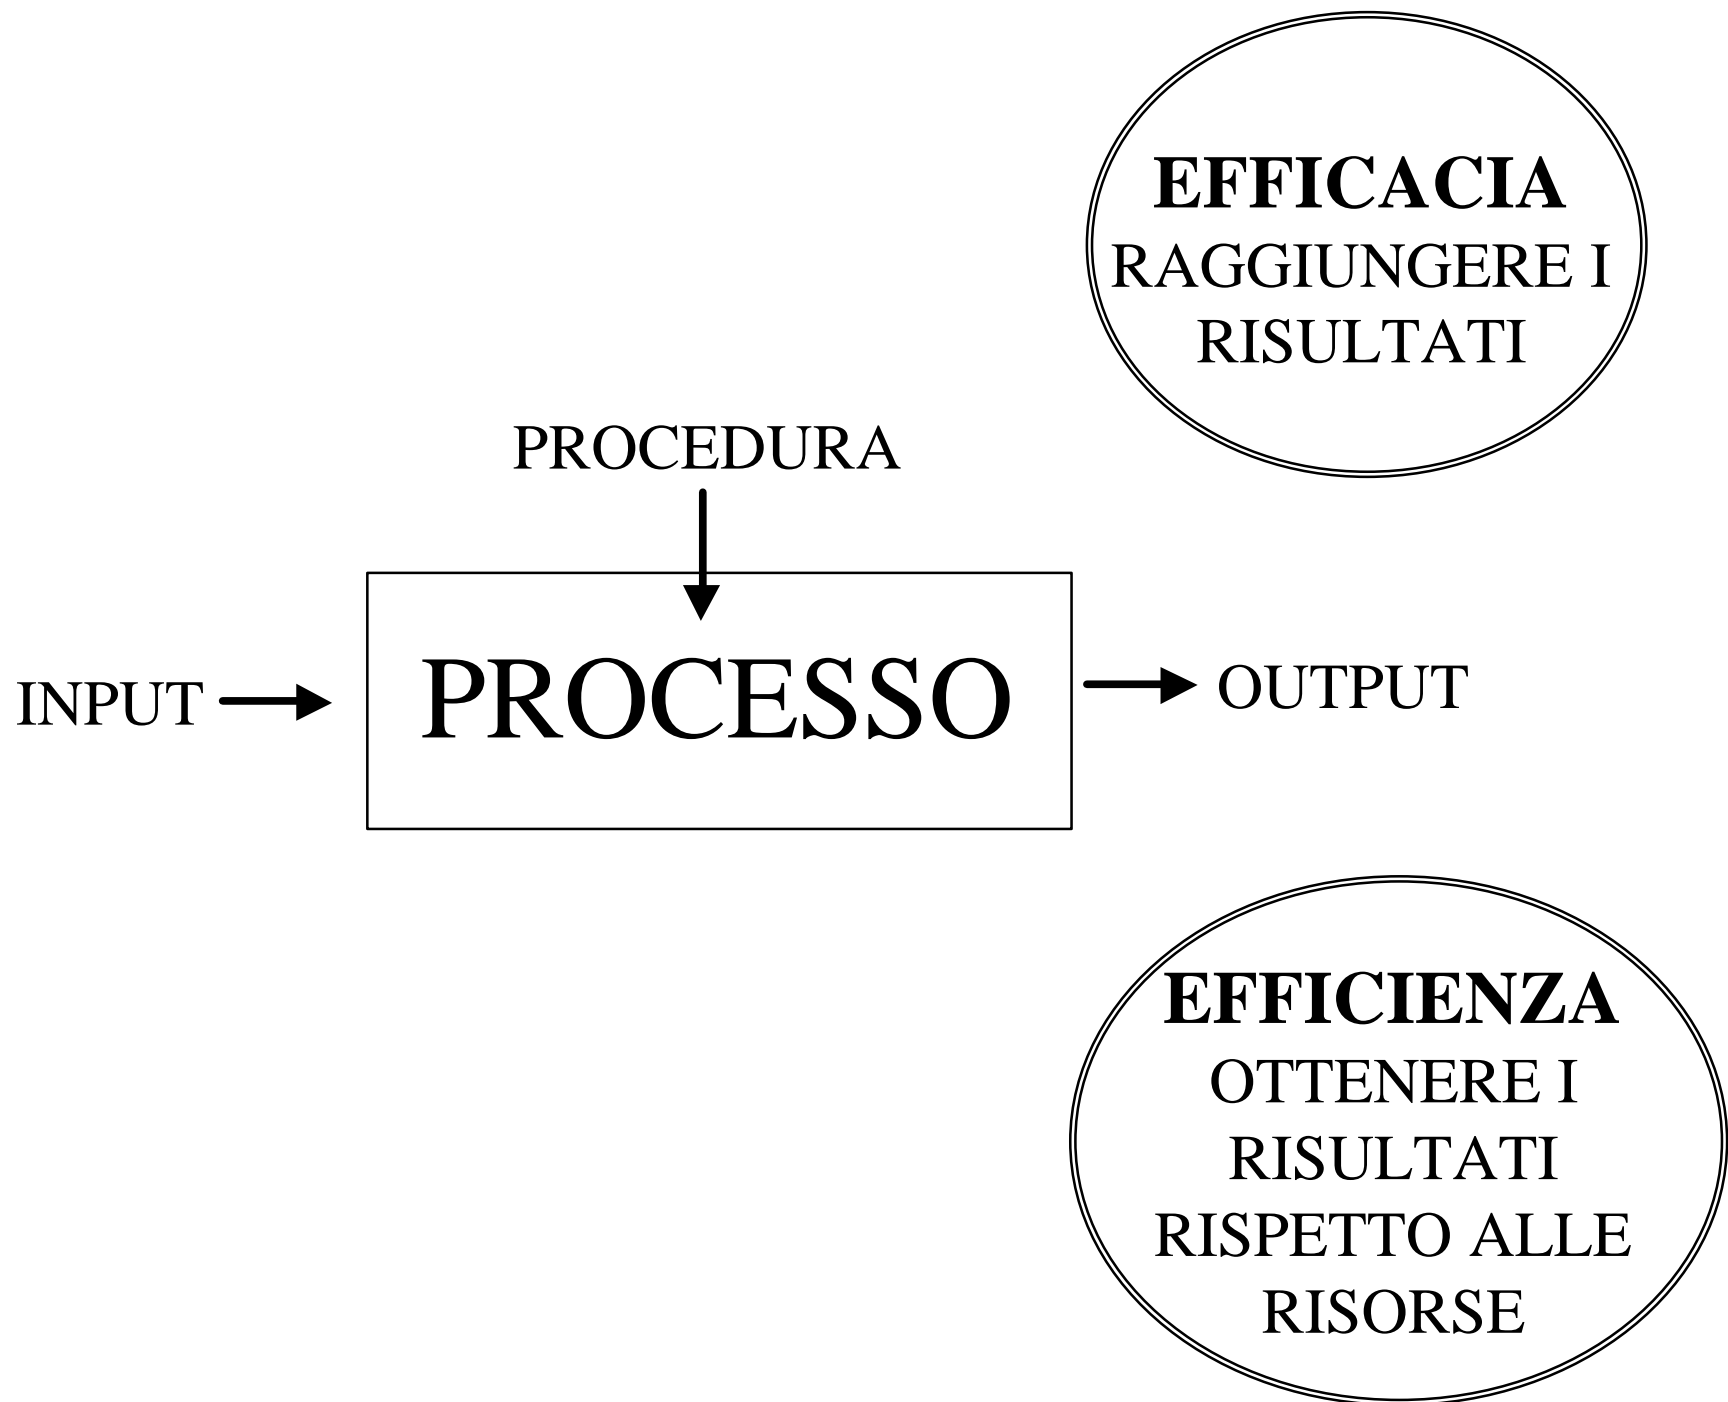 EFFICACIA
RAGGIUNGERE I
RISULTATI
PROCEDURA
INPUT
PROCESSO
OUTPUT
EFFICIENZA
OTTENERE I
RISULTATI
RISPETTO ALLE
RISORSE